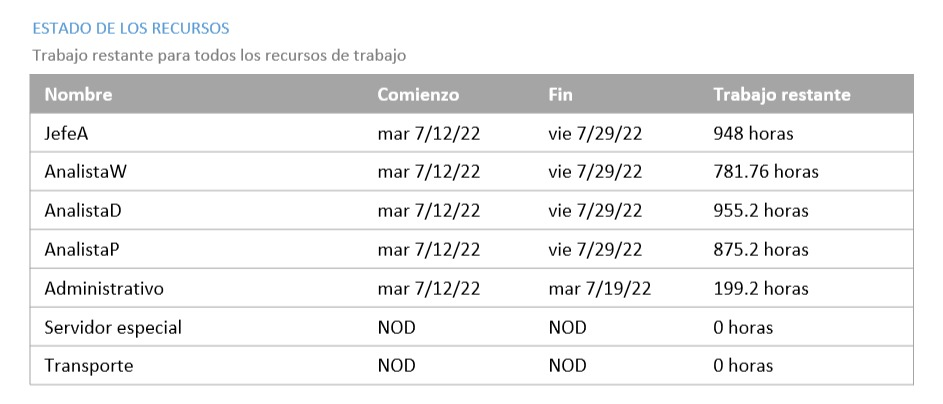 ESTADO DE LOS RECURSOS
Trabajo restante para todos los recursos de trabajo
Nombre Comienzo Fin Trabajo restante
JefeA mar 7/12/22 vie 7/29/22 948 horas
AnalistaW mar 7/12/22 vie 7/29/22 781.76 horas
AnalistaD mar 7/12/22 vie 7/29/22 955.2 horas
AnalistaP mar 7/12/22 vie 7/29/22 875.2 horas
Administrativo mar 7/12/22 mar 7/19/22 199.2 horas
Servidor especial NOD NOD 0 horas
Transporte NOD NOD 0 horas